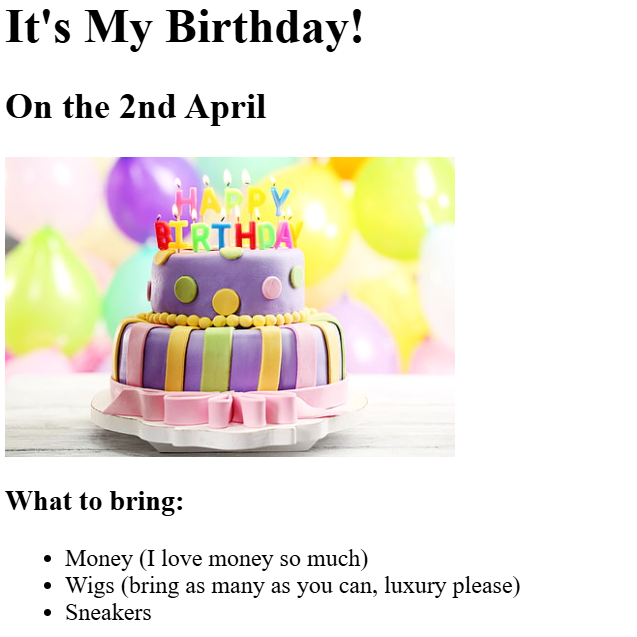 It's My Birthday!
On the 2nd April
HAPPY
BIRTHDAY
What to bring:
Money (I love money so much)
Wigs (bring as many as you can, luxury please)
Sneakers